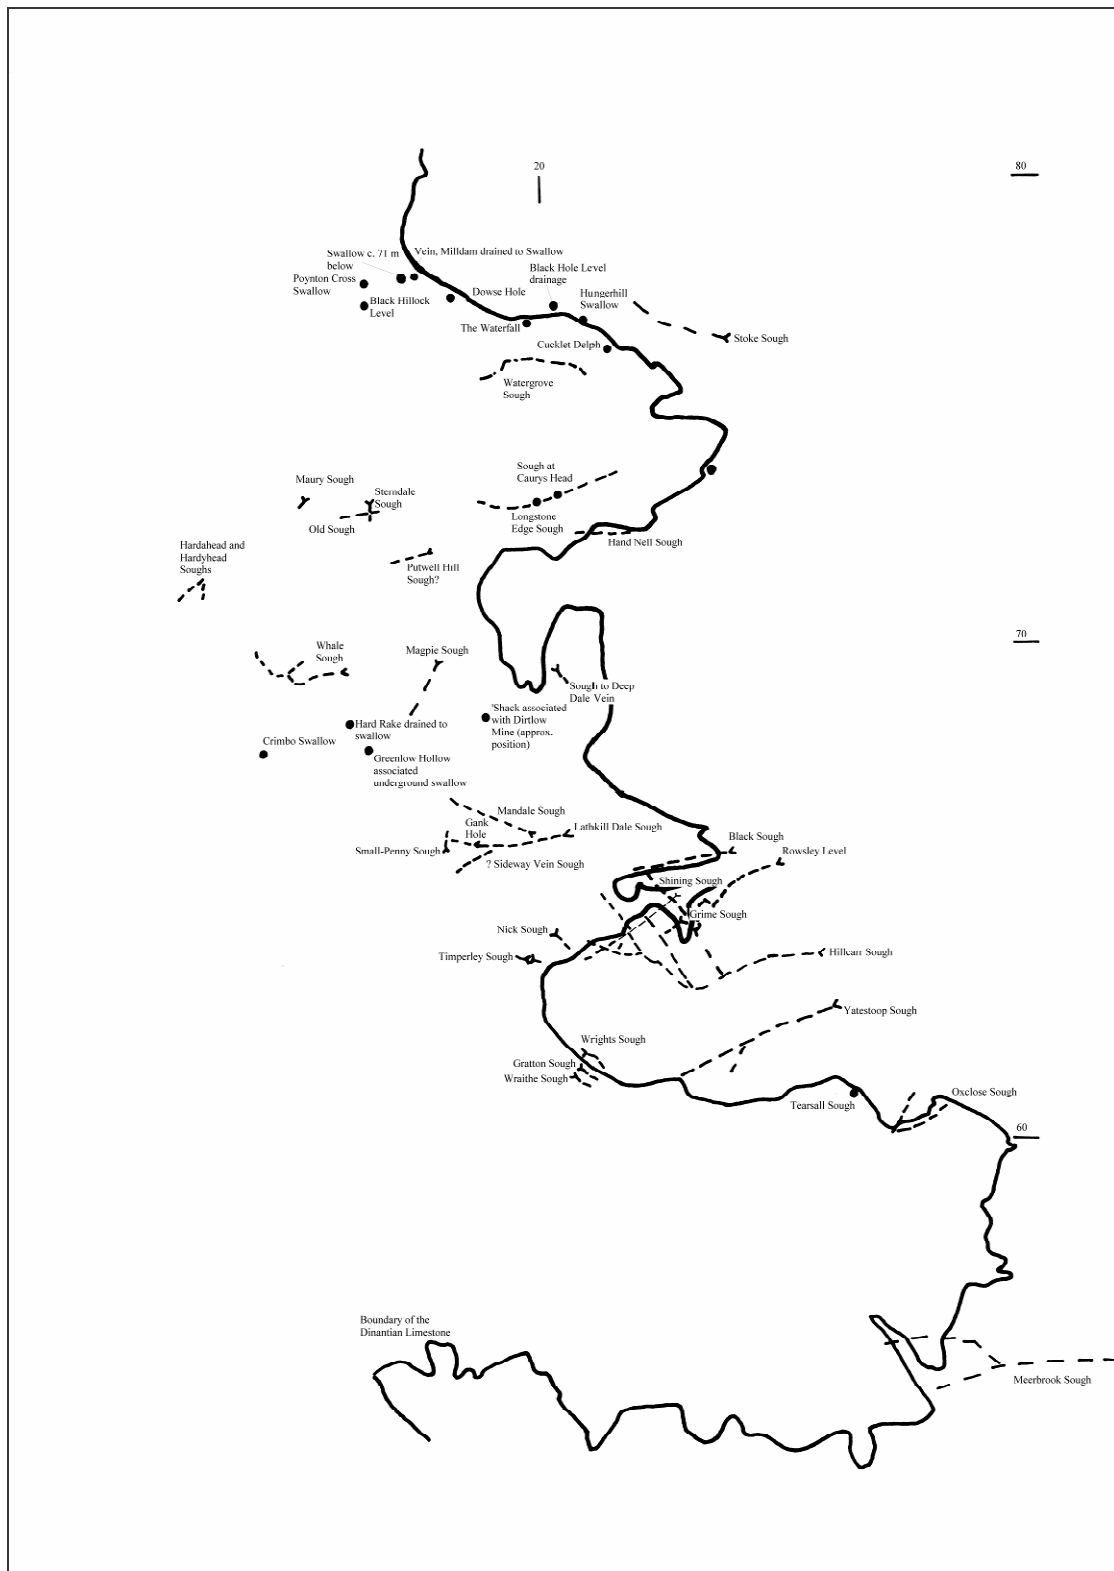 20
80
Swallow c. 71 m
below
Vein, Milldam drained to Swallow
Poynton Cross
Swallow
Black Hole Level
drainage
Dowse Hole
Hungerhill
Swallow
Black Hillock
Level
The Waterfall
Stoke Sough
Cucklet Delph
Watergrove
Sough
Sough at
Caurys Head
Maury Sough
Sterndale
Sough
Old Sough
Longstone
Edge Sough
Hand Nell Sough
Hardahead and
Hardyhead
Soughs
Putwell Hill
Sough?
70
Whale
Sough
Magpie Sough
Sough to Deep
Dale Vein
'Shack associated
with Dirtlow
Mine (approx.
position)
Hard Rake drained to
swallow
Crimbo Swallow
Greenlow Hollow
associated
underground swallow
Mandale Sough
Gank
Hole
Lathkill Dale Sough
Black Sough
Small-Penny Sough
Rowsley Level
? Sideway Vein Sough
Shining Sough
Grime Sough
Nick Sough
Timperley Sough
Hillcarr Sough
Yatestoop Sough
Wrights Sough
Gratton Sough
Wraithe Sough
Oxclose Sough
Tearsall Sough
60
Boundary of the
Dinantian Limestone
Meerbrook Sough